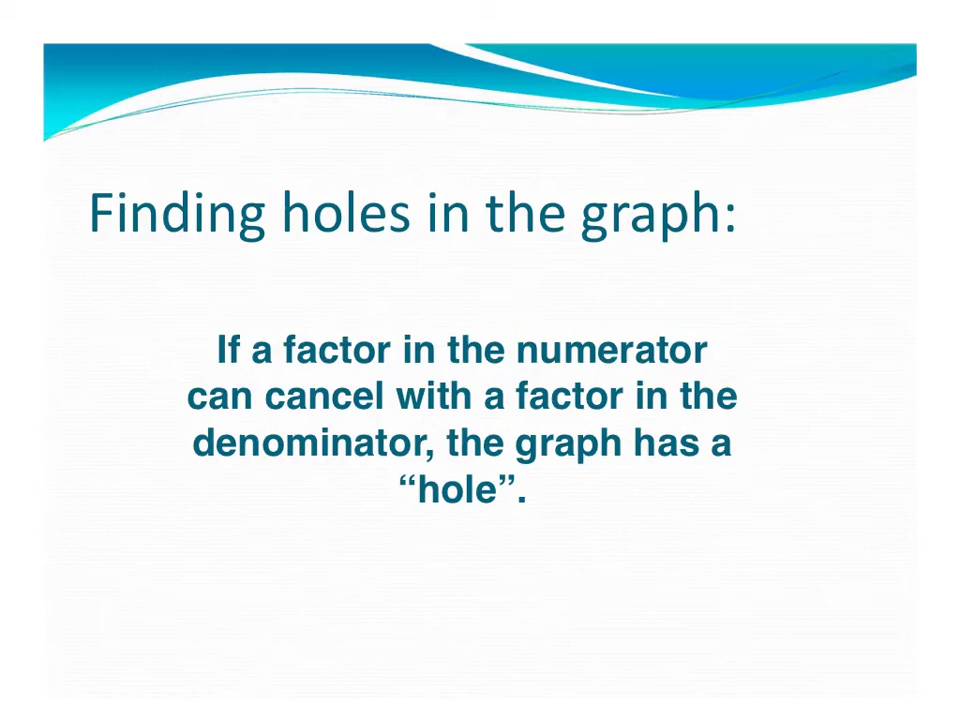 Finding holes in the graph:
If a factor in the numerator
can cancel with a factor in the
denominator, the graph has a
“hole”.